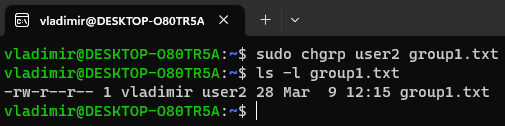 vladimir@DESKTOP-O80TR5A
vladimir@DESKTOP-O80TR5A:~$ sudo chgrp user2 group1.txt
vladimir@DESKTOP-O80TR5A:~$ ls -l group1.txt
-rw-r--r-- 1 vladimir user2 28 Mar  9 12:15 group1.txt
vladimir@DESKTOP-O80TR5A:~$